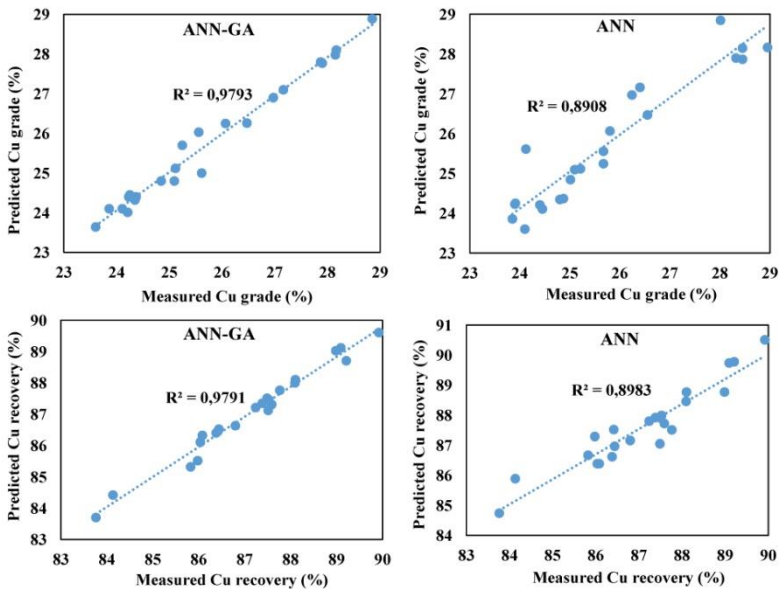 ANN-GA
R² = 0,9793
Predicted Cu grade (%)
29
28
27
26
25
24
23
23 24 25 26 27 28 29
Measured Cu grade (%)
ANN
R² = 0,8908
Predicted Cu grade (%)
29
28
27
26
25
24
23
23 24 25 26 27 28 29
Measured Cu grade (%)
ANN-GA
R² = 0,9791
Predicted Cu recovery (%)
90
89
88
87
86
85
84
83
83 84 85 86 87 88 89 90
Measured Cu recovery (%)
ANN
R² = 0,8983
Predicted Cu recovery (%)
91
90
89
88
87
86
85
84
83 84 85 86 87 88 89 90
Measured Cu recovery (%)